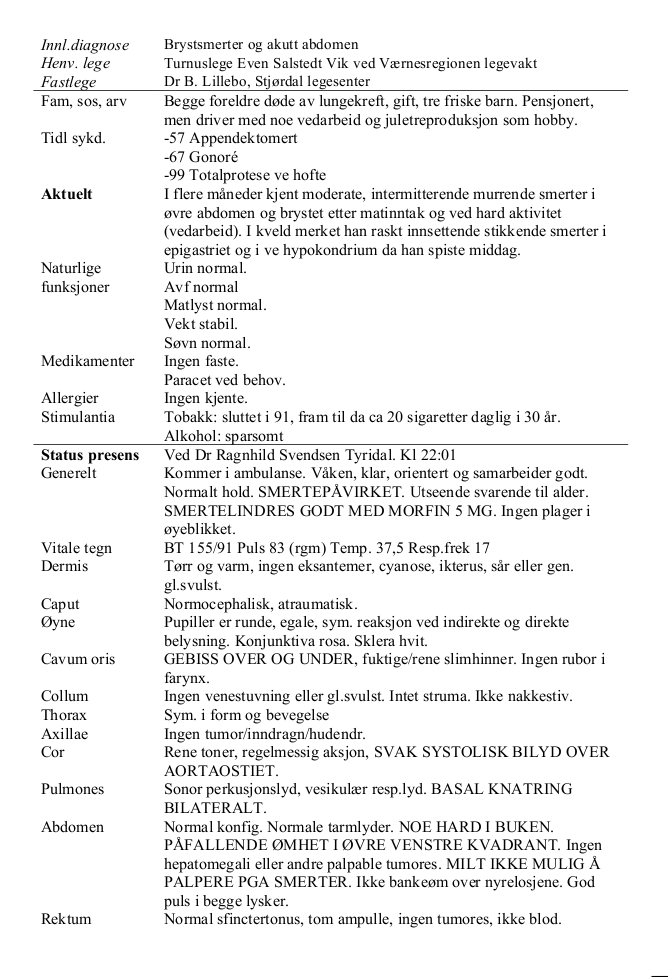 Innl.diagnose Brystsmerter og akutt abdomen
Henv. lege Turnuslege Even Salstedt Vik ved Værnesregionen legevakt
Fastlege Dr B. Lillebo, Stjørdal legesenter
Fam, sos, arv Begge foreldre døde av lungekreft, gift, tre friske barn. Pensjonert,
men driver med noe vedarbeid og juletreproduksjon som hobby.
Tidl sykd. -57 Appendektomert
-67 Gonoré
-99 Totalprotese ve hofte
Aktuelt I flere måneder kjent moderate, intermitterende murrende smerter i
øvre abdomen og brystet etter matinntak og ved hard aktivitet
(vedarbeid). I kveld merket han raskt innsettende stikkende smerter i
epigastriet og i ve hypokondrium da han spiste middag.
Naturlige Urin normal.
funksjoner Avf normal
Matlyst normal.
Vekt stabil.
Søvn normal.
Medikamenter Ingen faste.
Paracet ved behov.
Allergier Ingen kjente.
Stimulantia Tobakk: sluttet i 91, fram til da ca 20 sigaretter daglig i 30 år.
Alkohol: sparsomt
Status presens Ved Dr Ragnhild Svendsen Tyridal. Kl 22:01
Generelt Kommer i ambulanse. Våken, klar, orientert og samarbeider godt.
Normalt hold. SMERTEPÅVIRKET. Utseende svarende til alder.
SMERTELINDRES GODT MED MORFIN 5 MG. Ingen plager i
øyeblikket.
Vitale tegn BT 155/91 Puls 83 (rgm) Temp. 37,5 Resp.frek 17
Dermis Tørr og varm, ingen eksantemer, cyanose, ikterus, sår eller gen.
gl.svulst.
Caput Normocephalisk, atraumatisk.
Øyne Pupiller er runde, egale, sym. reaksjon ved indirekte og direkte
belysning. Konjunktiva rosa. Sklera hvit.
Cavum oris GEBISS OVER OG UNDER, fuktige/rene slimhinner. Ingen rubor i
farynx.
Collum Ingen venestuvning eller gl.svulst. Intet struma. Ikke nakkestiv.
Thorax Sym. i form og bevegelse
Axillae Ingen tumor/inndragn/hudendr.
Cor Rene toner, regelmessig aksjon, SVAK SYSTOLISK BILYD OVER
AORTAOSTIET.
Pulmones Sonor perkusjonslyd, vesikulær resp.lyd. BASAL KNATRING
BILATERALT.
Abdomen Normal konfig. Normale tarmlyder. NOE HARD I BUKEN.
PÅFALLENDE ØMHET I ØVRE VENSTRE KVADRANT. Ingen
hepatomegali eller andre palpable tumores. MILT IKKE MULIG Å
PALPERE PGA SMERTER. Ikke bankeøm over nyrelosjene. God
puls i begge lysker.
Rektum Normal sfinctertonus, tom ampulle, ingen tumores, ikke blod.